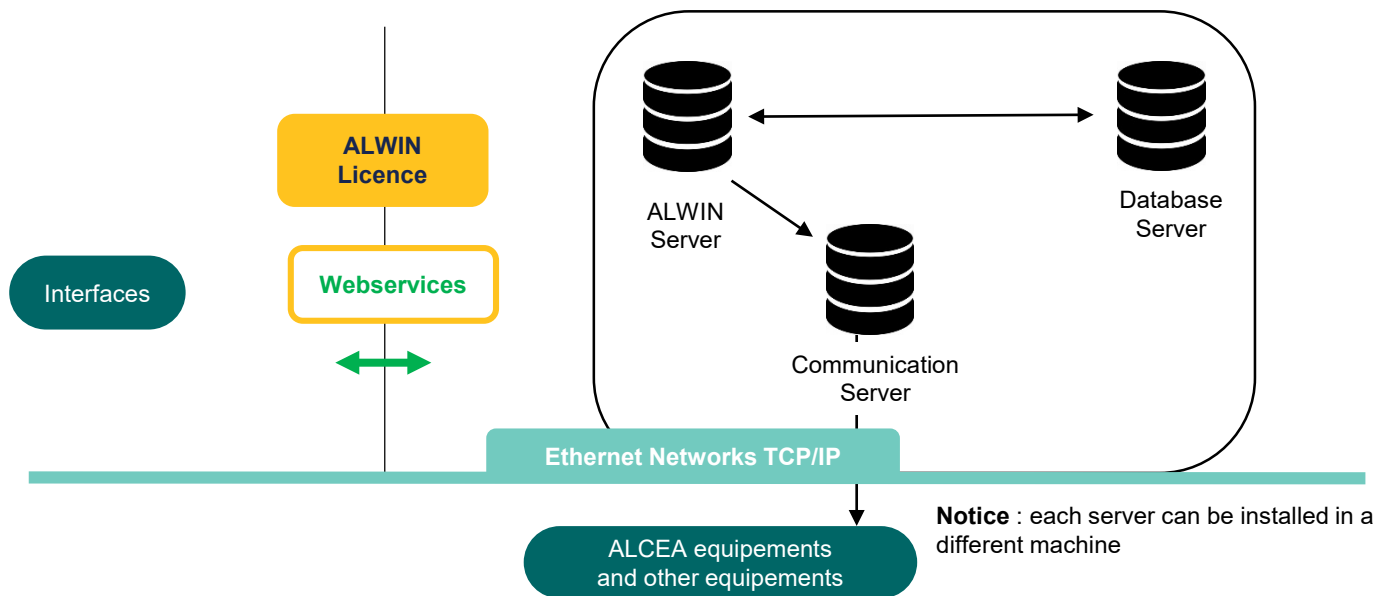 ALWIN
Licence
Interfaces
Webservices
ALWIN
Server
Database
Server
Communication
Server
Ethernet Networks TCP/IP
Notice : each server can be installed in a
different machine
ALCEA equipements
and other equipements